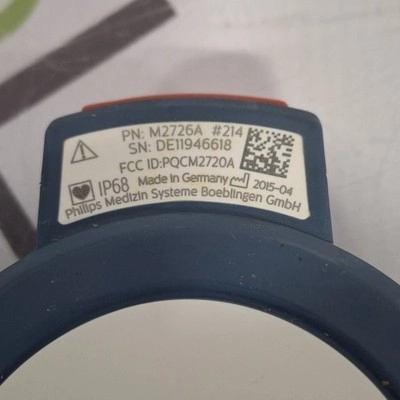 PN: M2726A #214
SN: DE11946618
FCC ID:PQCM2720A
IP68 Made in Germany 2015-04
Philips Medizin Systeme Boeblingen GmbH